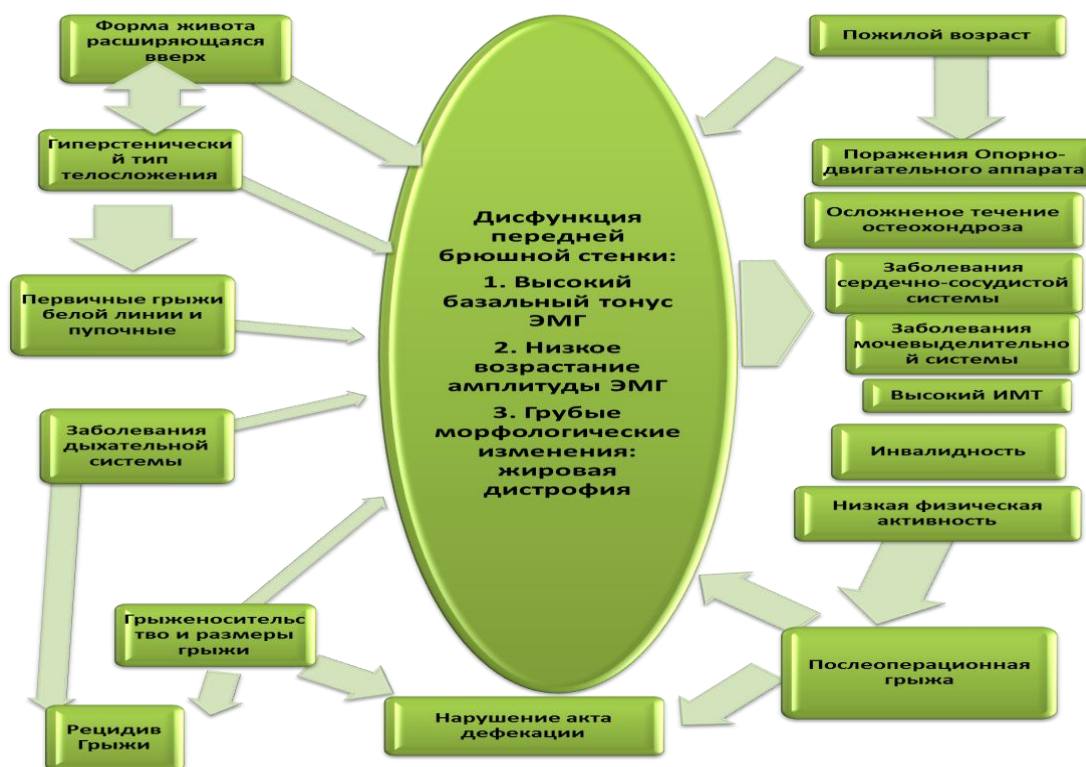 Форма живота
расширяющаяся
вверх
Гиперстенически
й тип
телосложения
Первичные грыжи
белой линии и
пупочные
Заболевания
дыхательной
системы
Грыженоситльс
тво и размеры
грыжи
Рецидив
Грыжи
Дисфункция
передней
брюшной стенки:
1. Высокий
базальный тонус
ЭМГ
2. Низкое
возрастание
амплитуды ЭМГ
3. Грубые
морфологические
изменения:
жировая
дистрофия
Нарушение акта
дефекации
Пожилой возраст
Поражения Опорно-
двигательного аппарата
Осложненое течение
остеохондроза
Заболевания
сердечно-сосудистой
системы
Заболевания
мочевыделительно
й системы
Высокий ИМТ
Инвалидность
Низкая физическая
активность
Послеоперационная
грыжа